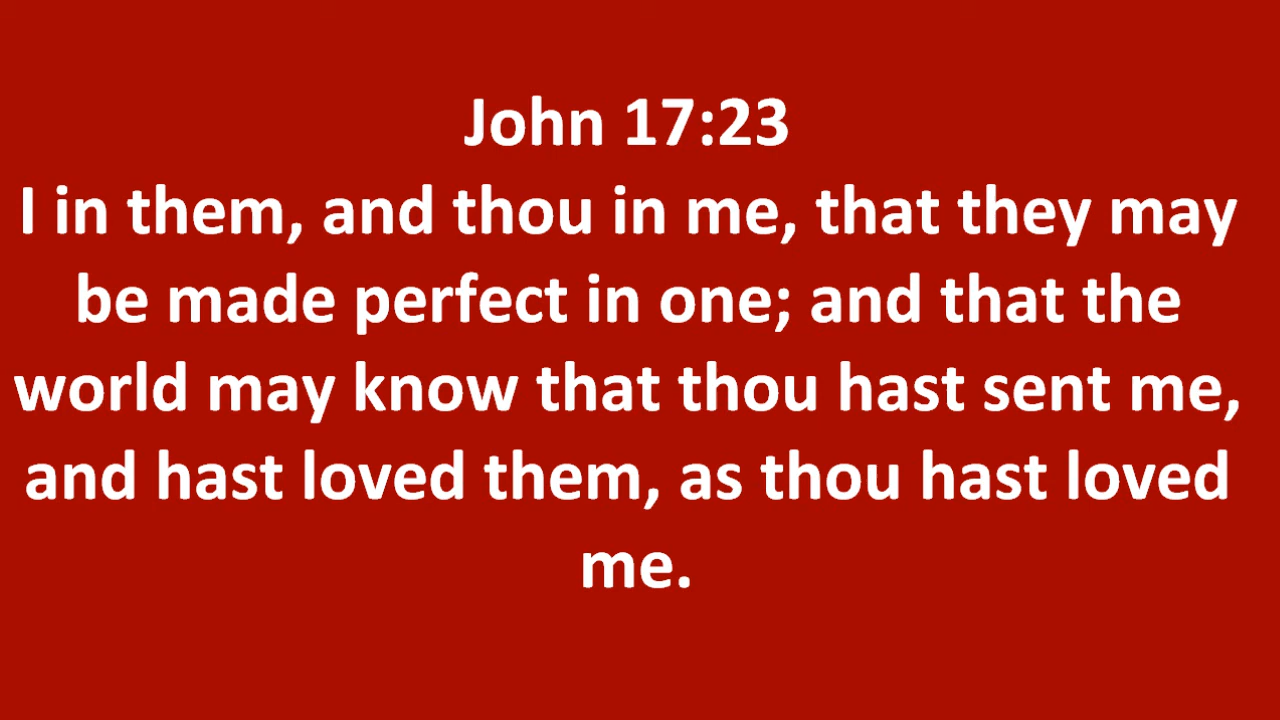 John 17:23
I in them, and thou in me, that they may
be made perfect in one; and that the
world may know that thou hast sent me,
and hast loved them, as thou hast loved
me.